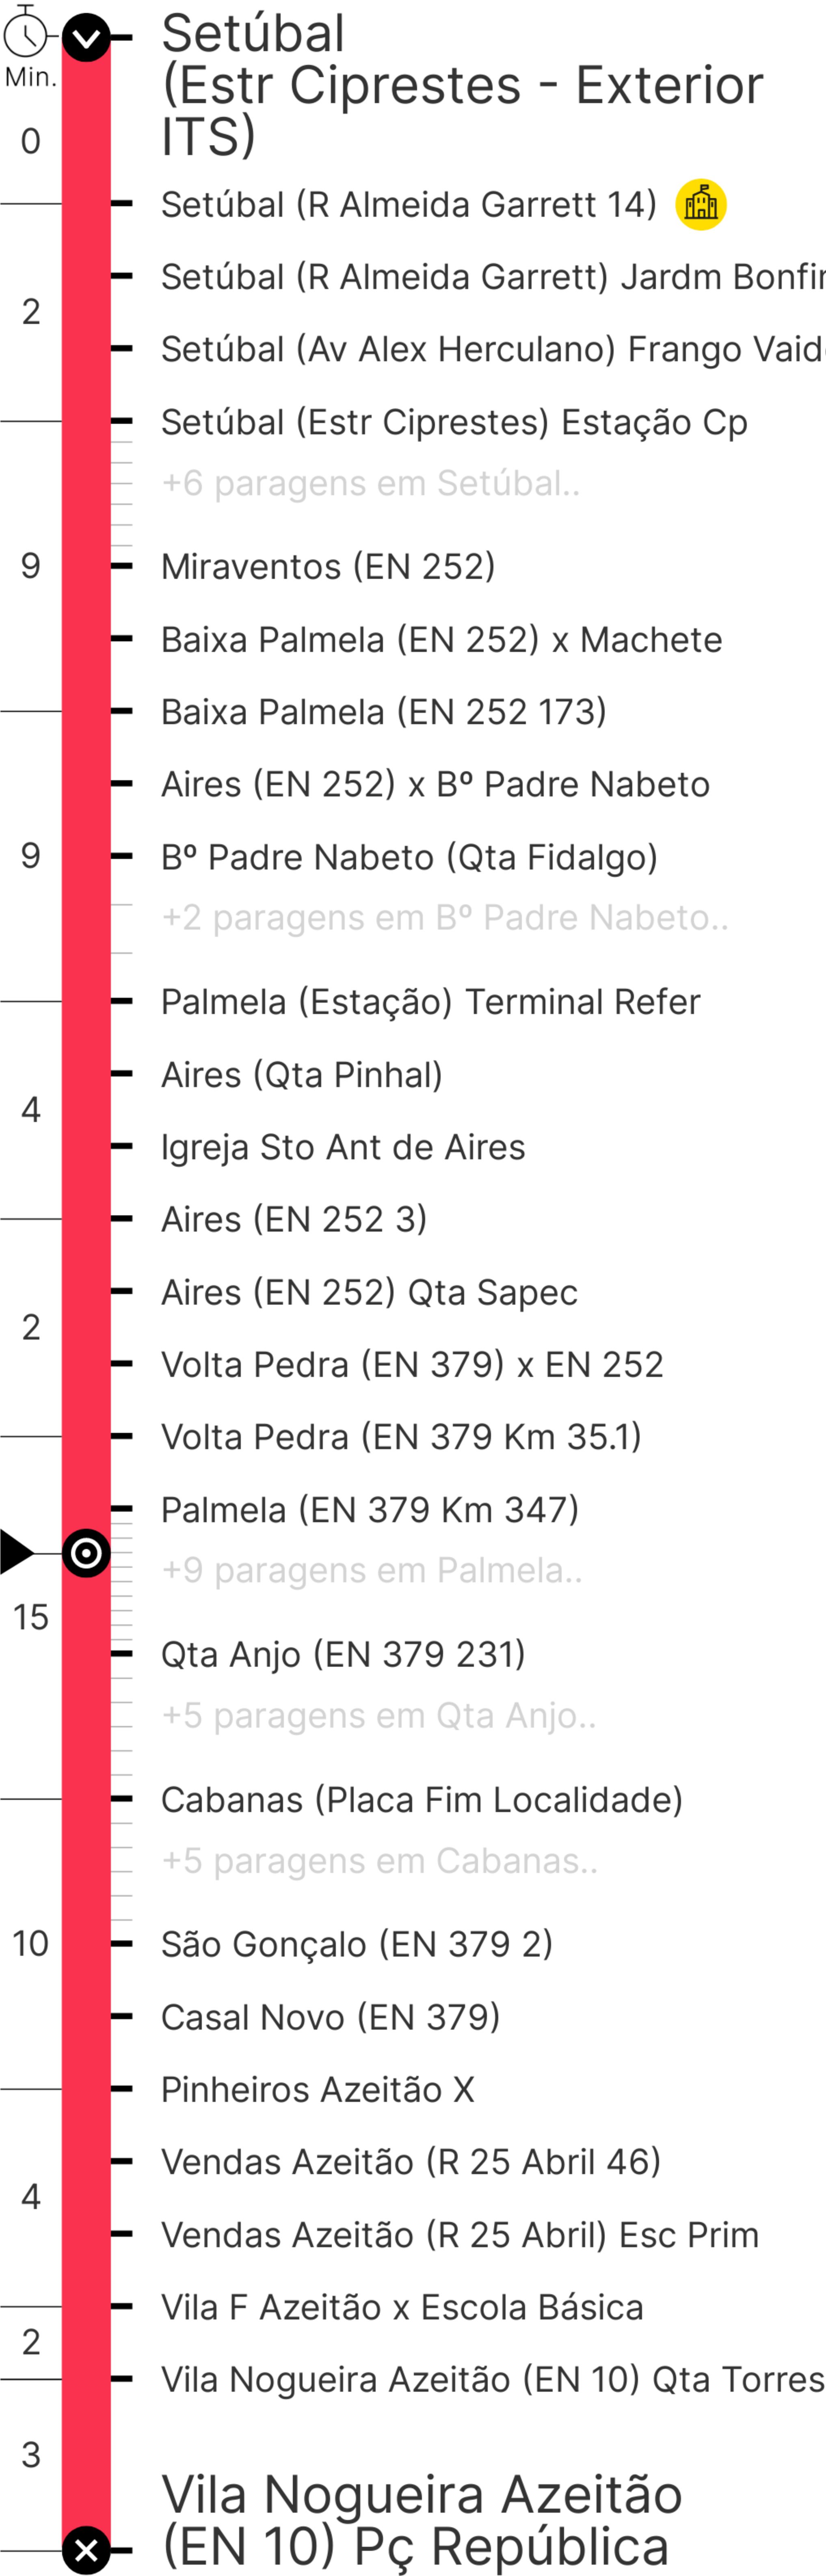 Setúbal
(Estr Ciprestes - Exterior
ITS)
Min.
0
Setúbal (R Almeida Garrett 14)
Setúbal (R Almeida Garrett) Jardm
2
Setúbal (Av Alex Herculano) Frango
Setúbal (Estr Ciprestes) Estação Cp
+6 paragens em Setúbal..
9
Miraventos (EN 252)
Baixa Palmela (EN 252) x Machete
Baixa Palmela (EN 252 173)
Aires (EN 252) x Bº Padre Nabeto
9
Bº Padre Nabeto (Qta Fidalgo)
+2 paragens em Bº Padre Nabeto..
Palmela (Estação) Terminal Refer
Aires (Qta Pinhal)
4
Igreja Sto Ant de Aires
Aires (EN 252 3)
Aires (EN 252) Qta Sapec
2
Volta Pedra (EN 379) x EN 252
Volta Pedra (EN 379 Km 35.1)
Palmela (EN 379 Km 347)
+9 paragens em Palmela..
15
Qta Anjo (EN 379 231)
+5 paragens em Qta Anjo..
Cabanas (Placa Fim Localidade)
+5 paragens em Cabanas..
10
São Gonçalo (EN 379 2)
Casal Novo (EN 379)
Pinheiros Azeitão X
Vendas Azeitão (R 25 Abril 46)
4
Vendas Azeitão (R 25 Abril) Esc Prim
Vila F Azeitão x Escola Básica
2
Vila Nogueira Azeitão (EN 10) Qta Torres
3
Vila Nogueira Azeitão
(EN 10) Pç República